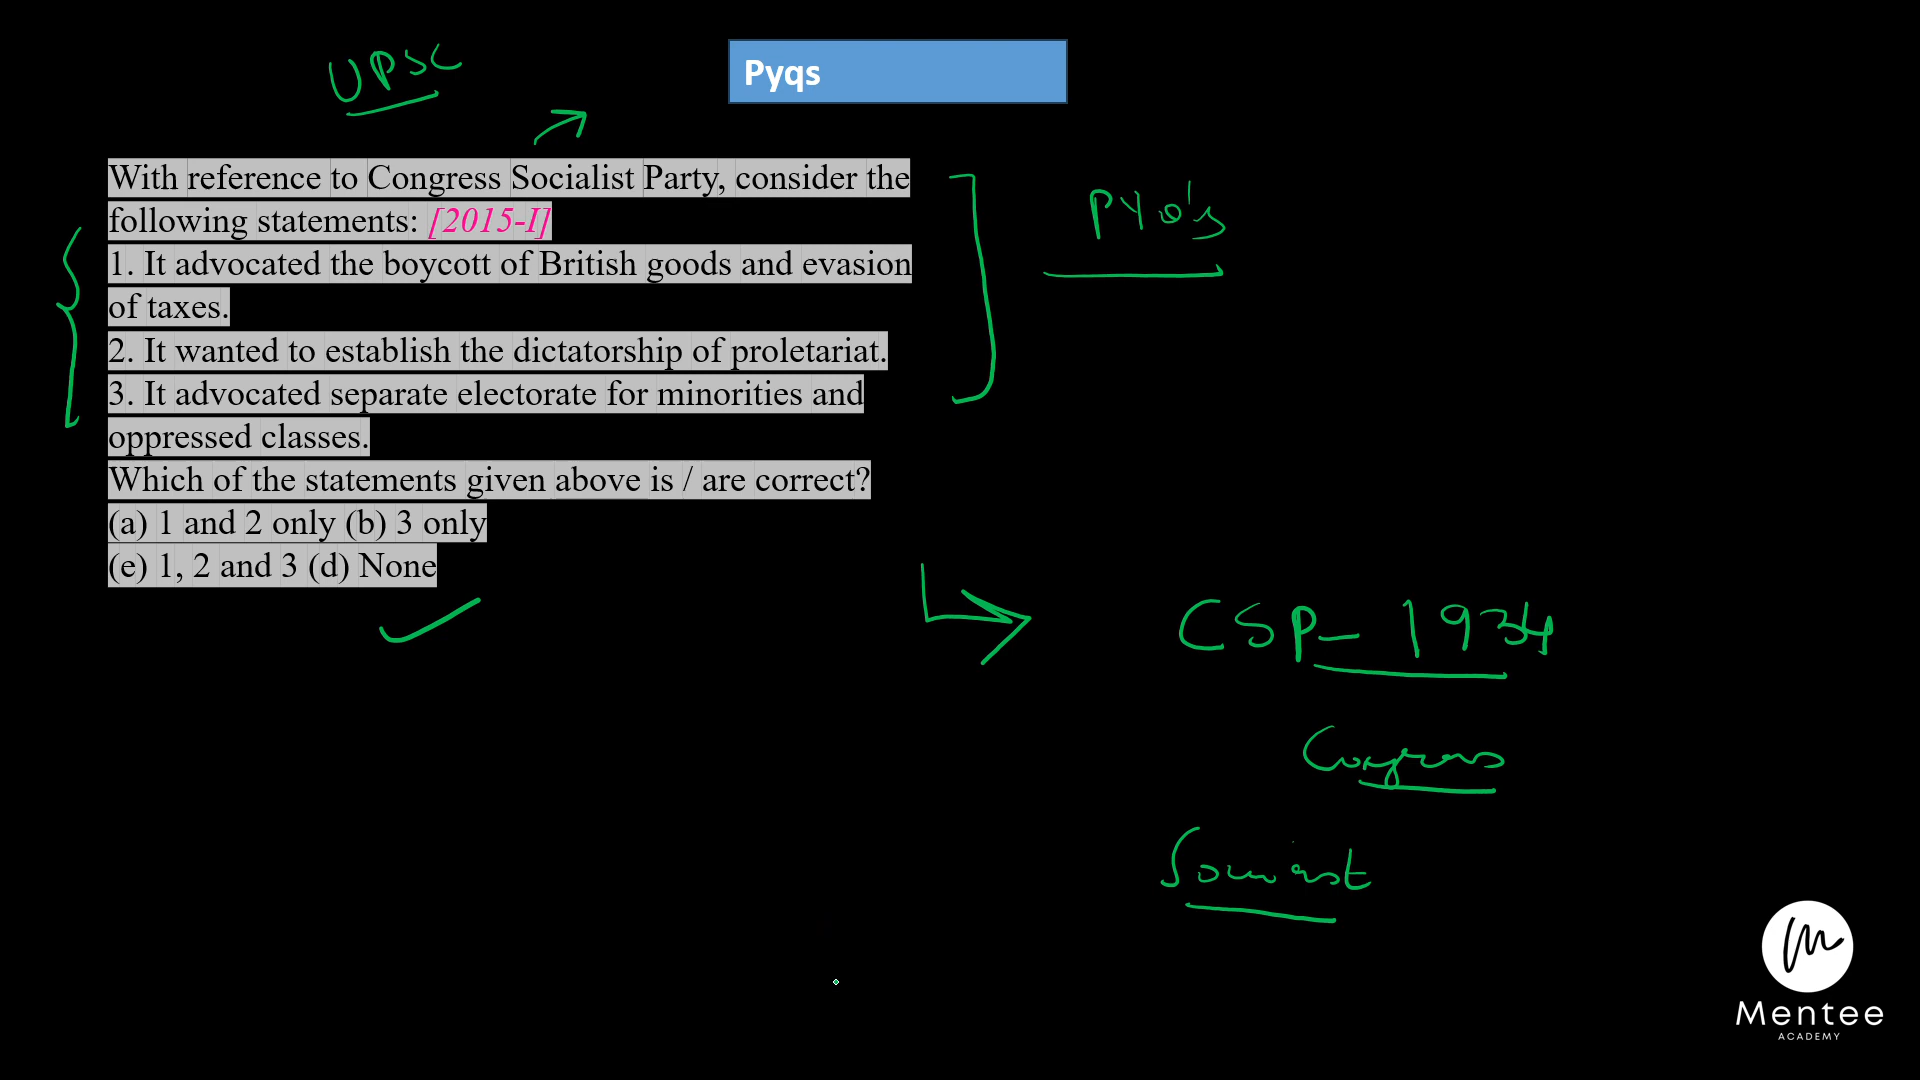 UPSC
Pyqs
With reference to Congress Socialist Party, consider the
following statements: [2015-I]
1. It advocated the boycott of British goods and evasion
of taxes.
2. It wanted to establish the dictatorship of proletariat.
3. It advocated separate electorate for minorities and
oppressed classes.
Which of the statements given above is / are correct?
(a) 1 and 2 only (b) 3 only
(e) 1, 2 and 3 (d) None
PYQ's
CSP- 1934
Congress
Socialist
Mentee
ACADEMY